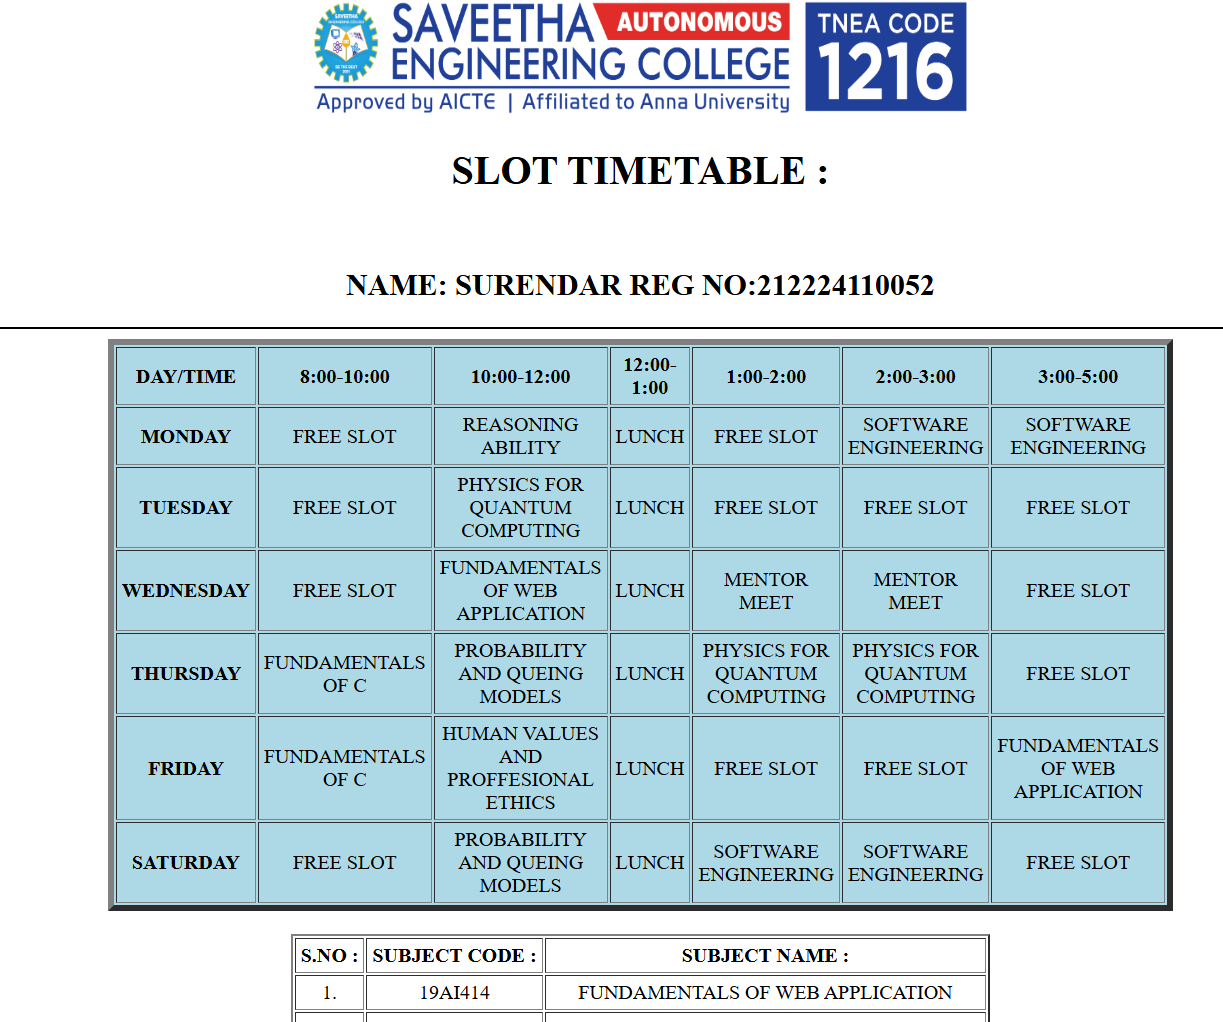 SAVEETHA AUTONOMOUS
ENGINEERING COLLEGE
Approved by AICTE | Affiliated to Anna University
TNEA CODE
1216
SLOT TIMETABLE :
NAME: SURENDAR REG NO:212224110052
DAY/TIME 8:00-10:00 10:00-12:00 12:00-1:00 1:00-2:00 2:00-3:00 3:00-5:00
MONDAY FREE SLOT REASONING ABILITY LUNCH FREE SLOT SOFTWARE ENGINEERING SOFTWARE ENGINEERING
TUESDAY FREE SLOT PHYSICS FOR QUANTUM COMPUTING LUNCH FREE SLOT FREE SLOT FREE SLOT
WEDNESDAY FREE SLOT FUNDAMENTALS OF WEB APPLICATION LUNCH MENTOR MEET MENTOR MEET FREE SLOT
THURSDAY FUNDAMENTALS OF C PROBABILITY AND QUEING MODELS LUNCH PHYSICS FOR QUANTUM COMPUTING PHYSICS FOR QUANTUM COMPUTING FREE SLOT
FRIDAY FUNDAMENTALS OF C HUMAN VALUES AND PROFFESIONAL ETHICS LUNCH FREE SLOT FREE SLOT FUNDAMENTALS OF WEB APPLICATION
SATURDAY FREE SLOT PROBABILITY AND QUEING MODELS LUNCH SOFTWARE ENGINEERING SOFTWARE ENGINEERING FREE SLOT
S.NO : SUBJECT CODE : SUBJECT NAME :
1. 19AI414 FUNDAMENTALS OF WEB APPLICATION